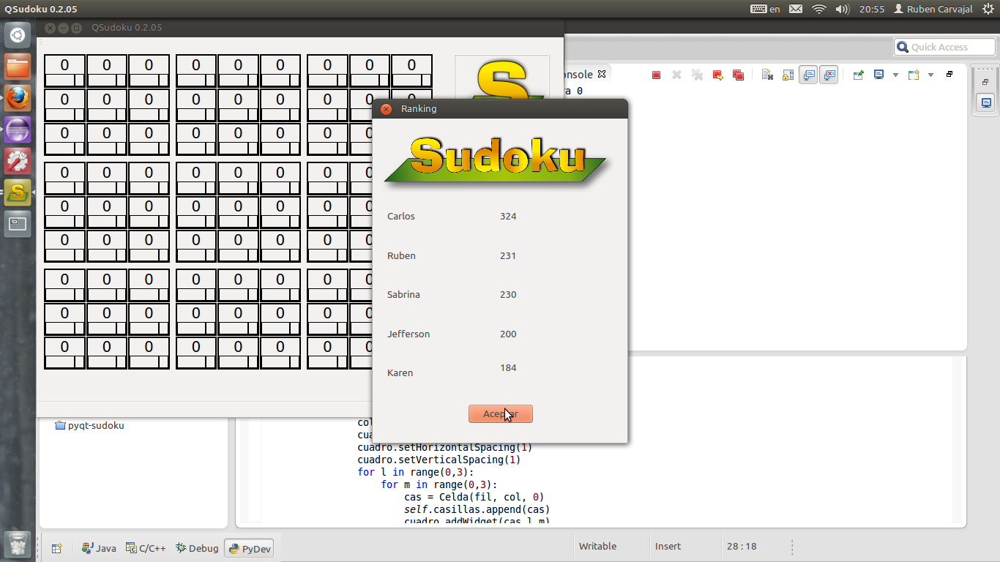 QSudoku 0.2.05
en
20:55
Ruben Carvajal
QSudoku 0.2.05
Quick Access
0 0 0 0 0 0 0 0 0
S
0 0 0 0 0 0 0 0 0
0 0 0 0 0 0 0 0
0 0 0 0 0 0 0 0
0 0 0 0 0 0 0 0
0 0 0 0 0 0 0 0
0 0 0 0 0 0 0 0
0 0 0 0 0 0 0 0
0 0 0 0 0 0 0 0
0
Ranking
Sudoku
Carlos 324
Ruben 231
Sabrina 230
Jefferson 200
Karen 184
pyqt-sudoku
cuadro.setHorizontalSpacing(1)
cuadro.setVerticalSpacing(1)
for l in range(0,3):
for m in range(0,3):
cas = Celda(fil, col, 0)
self.casillas.append(cas)
cuadro.addWidget(cas,l,m)
Java
C/C++
Debug
PyDev
Writable
Insert
28 : 18